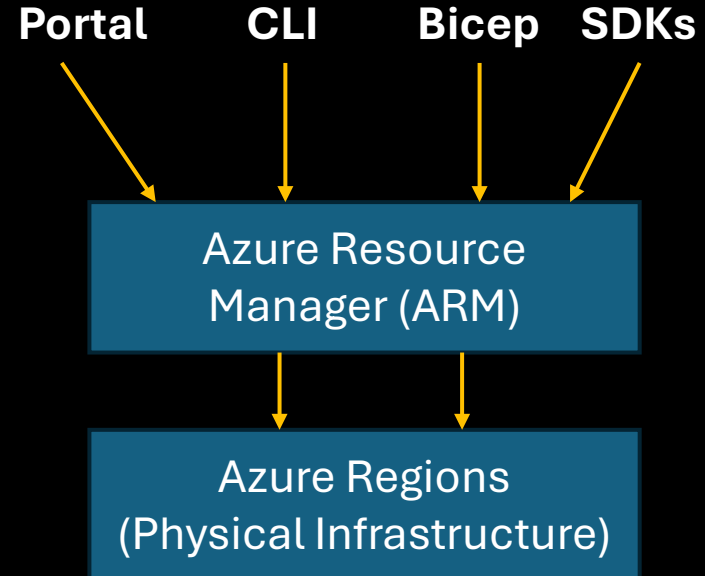 Portal CLI Bicep SDKs
Azure Resource
Manager (ARM)
Azure Regions
(Physical Infrastructure)